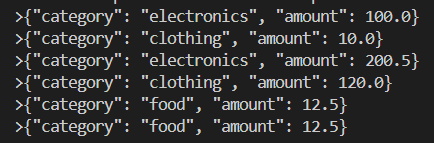 >{"category": "electronics", "amount": 100.0}
>{"category": "clothing", "amount": 10.0}
>{"category": "electronics", "amount": 200.5}
>{"category": "clothing", "amount": 120.0}
>{"category": "food", "amount": 12.5}
>{"category": "food", "amount": 12.5}